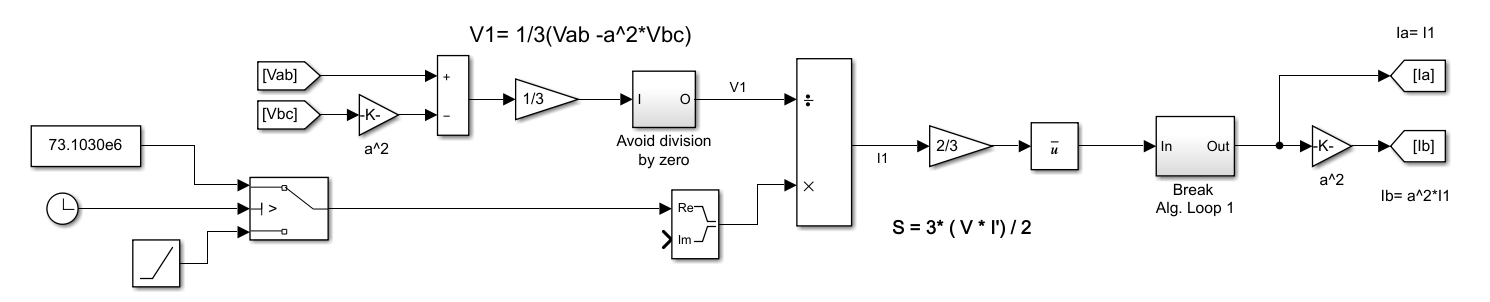 V1= 1/3(Vab -a^2*Vbc)
Ia= I1
[Vab]
+
[Ia]
1/3
I
O
V1
÷
[Vbc]
-K-
−
a^2
Avoid division
by zero
73.1030e6
I1
2/3
u
In
Out
-K-
[Ib]
Break
Alg. Loop 1
a^2
×
>
Re
Im
S = 3* ( V * I') / 2
Ib= a^2*I1